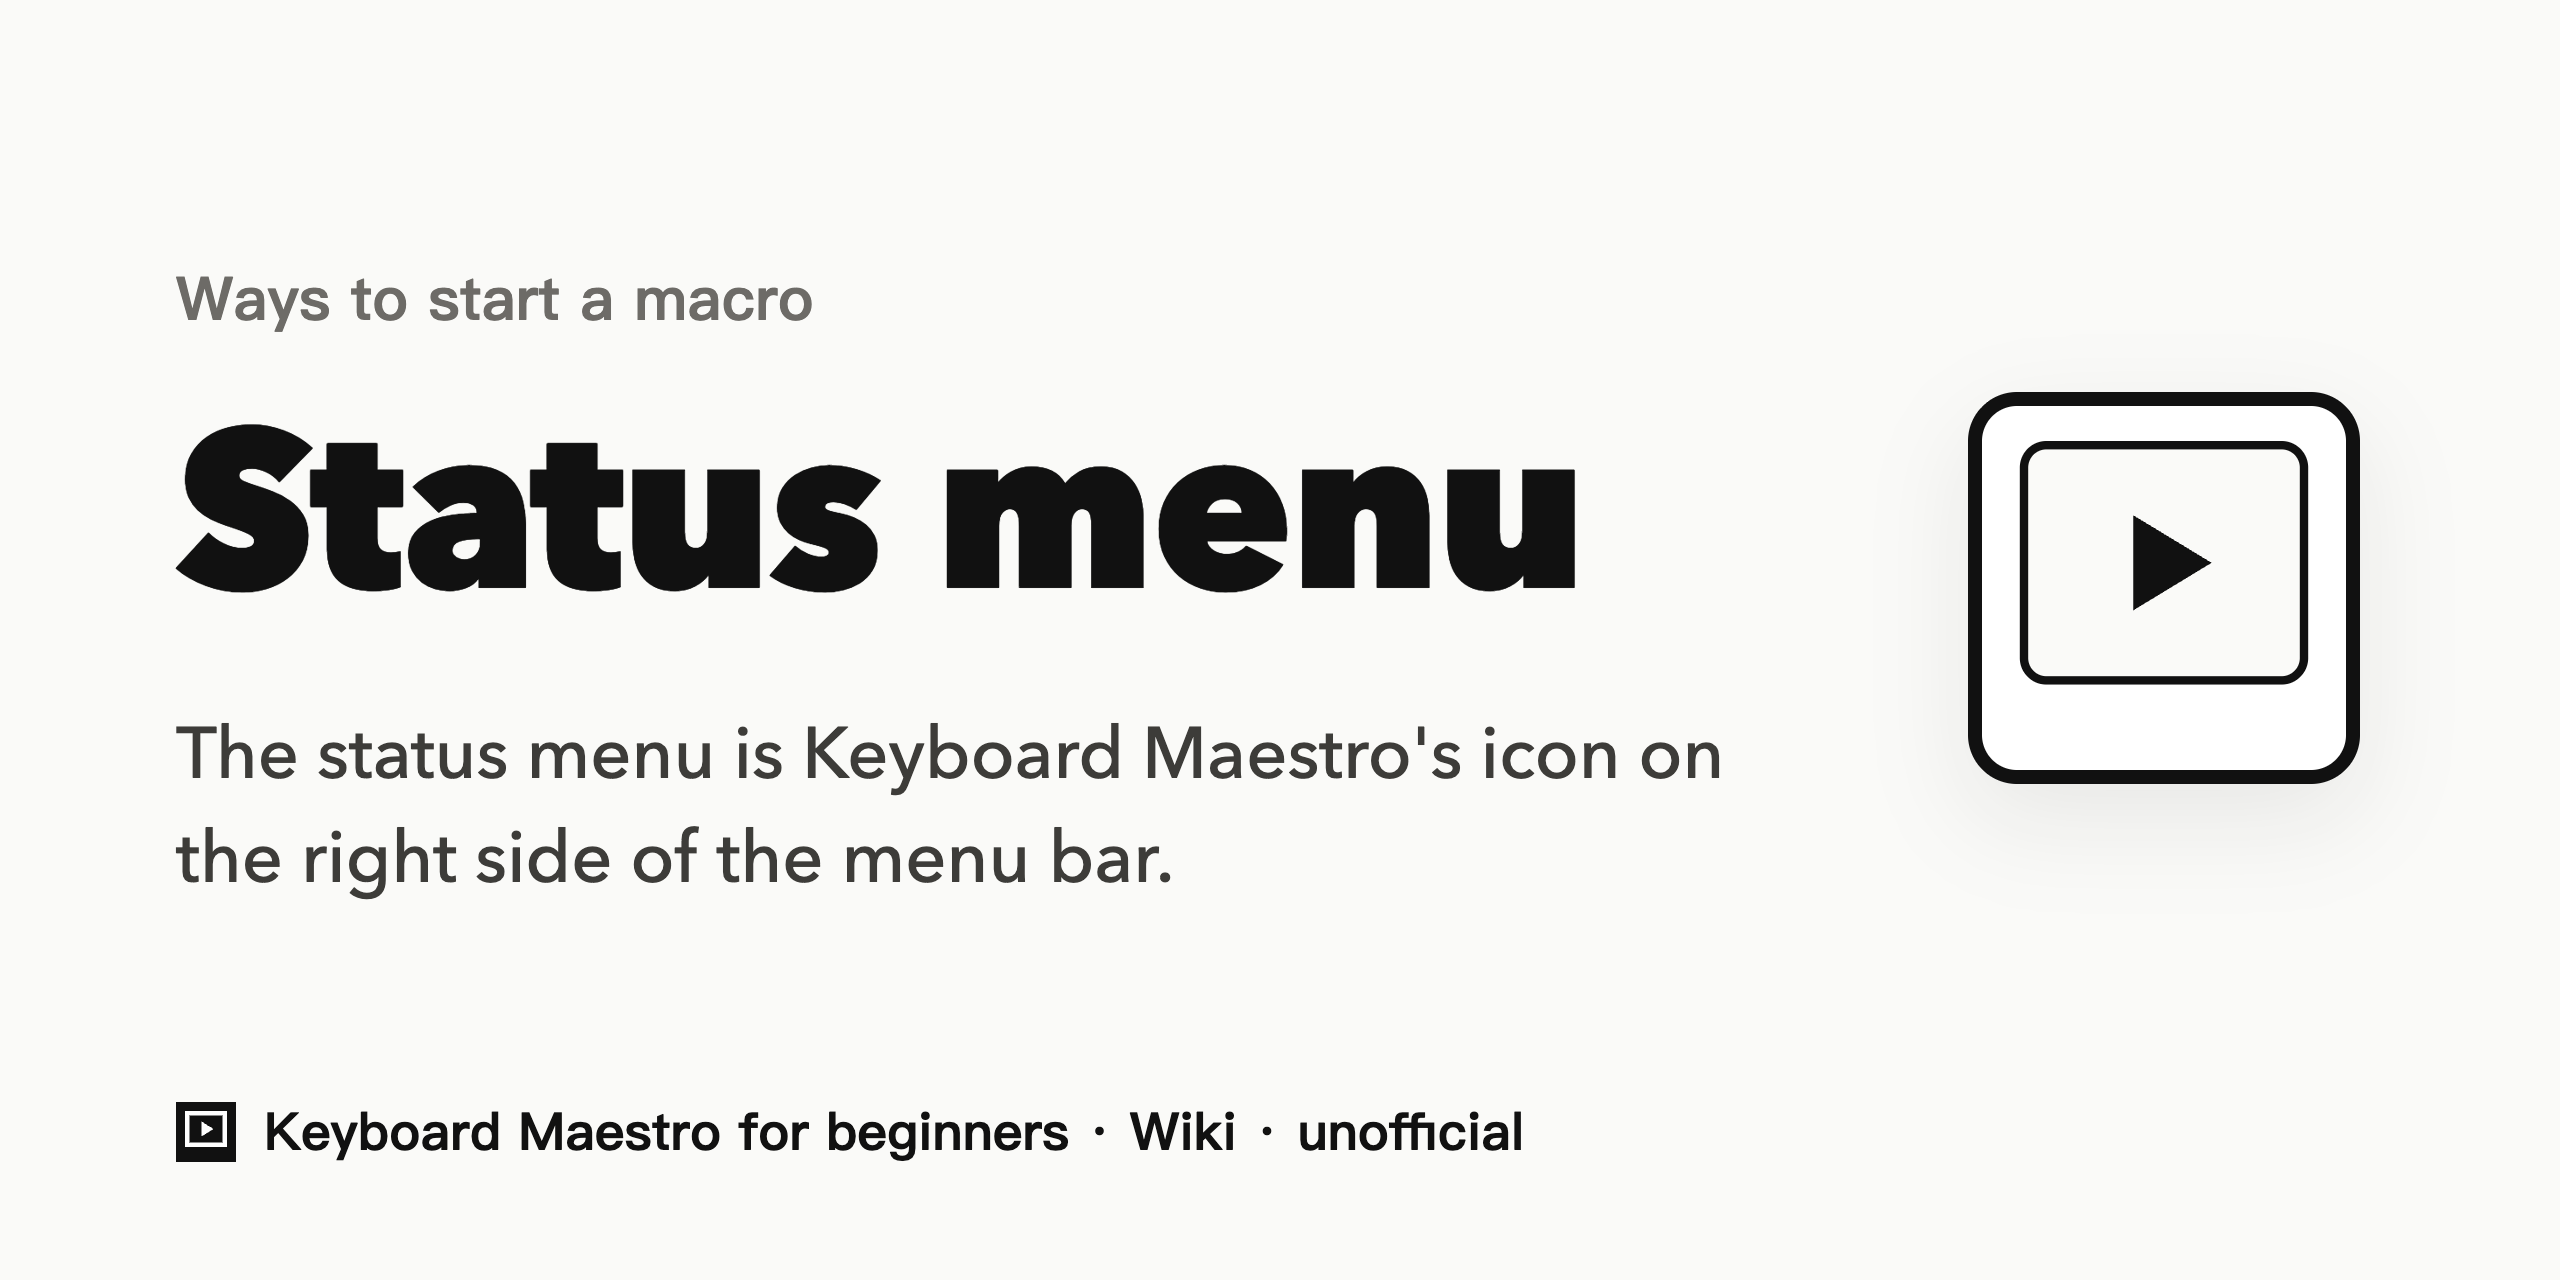 Ways to start a macro
Status menu
The status menu is Keyboard Maestro's icon on
the right side of the menu bar.
Keyboard Maestro for beginners · Wiki · unofficial